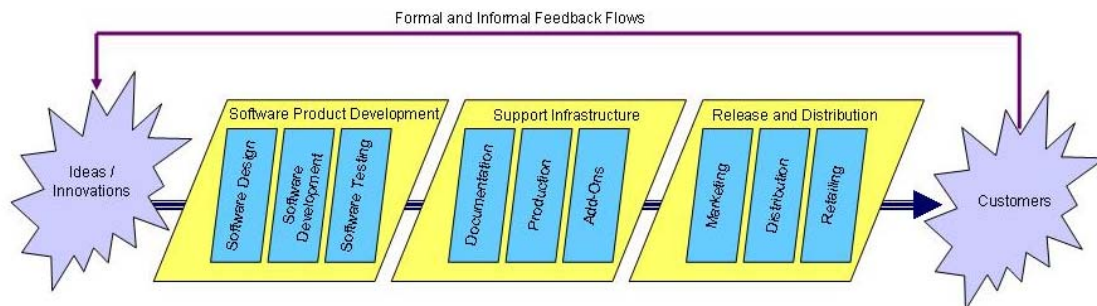 Formal and Informal Feedback Flows
Ideas /
Innovations
Software Product Development
Software Design
Software
Development
Software Testing
Support Infrastructure
Documentation
Production
Add-Ons
Release and Distribution
Marketing
Distribution
Retailing
Customers